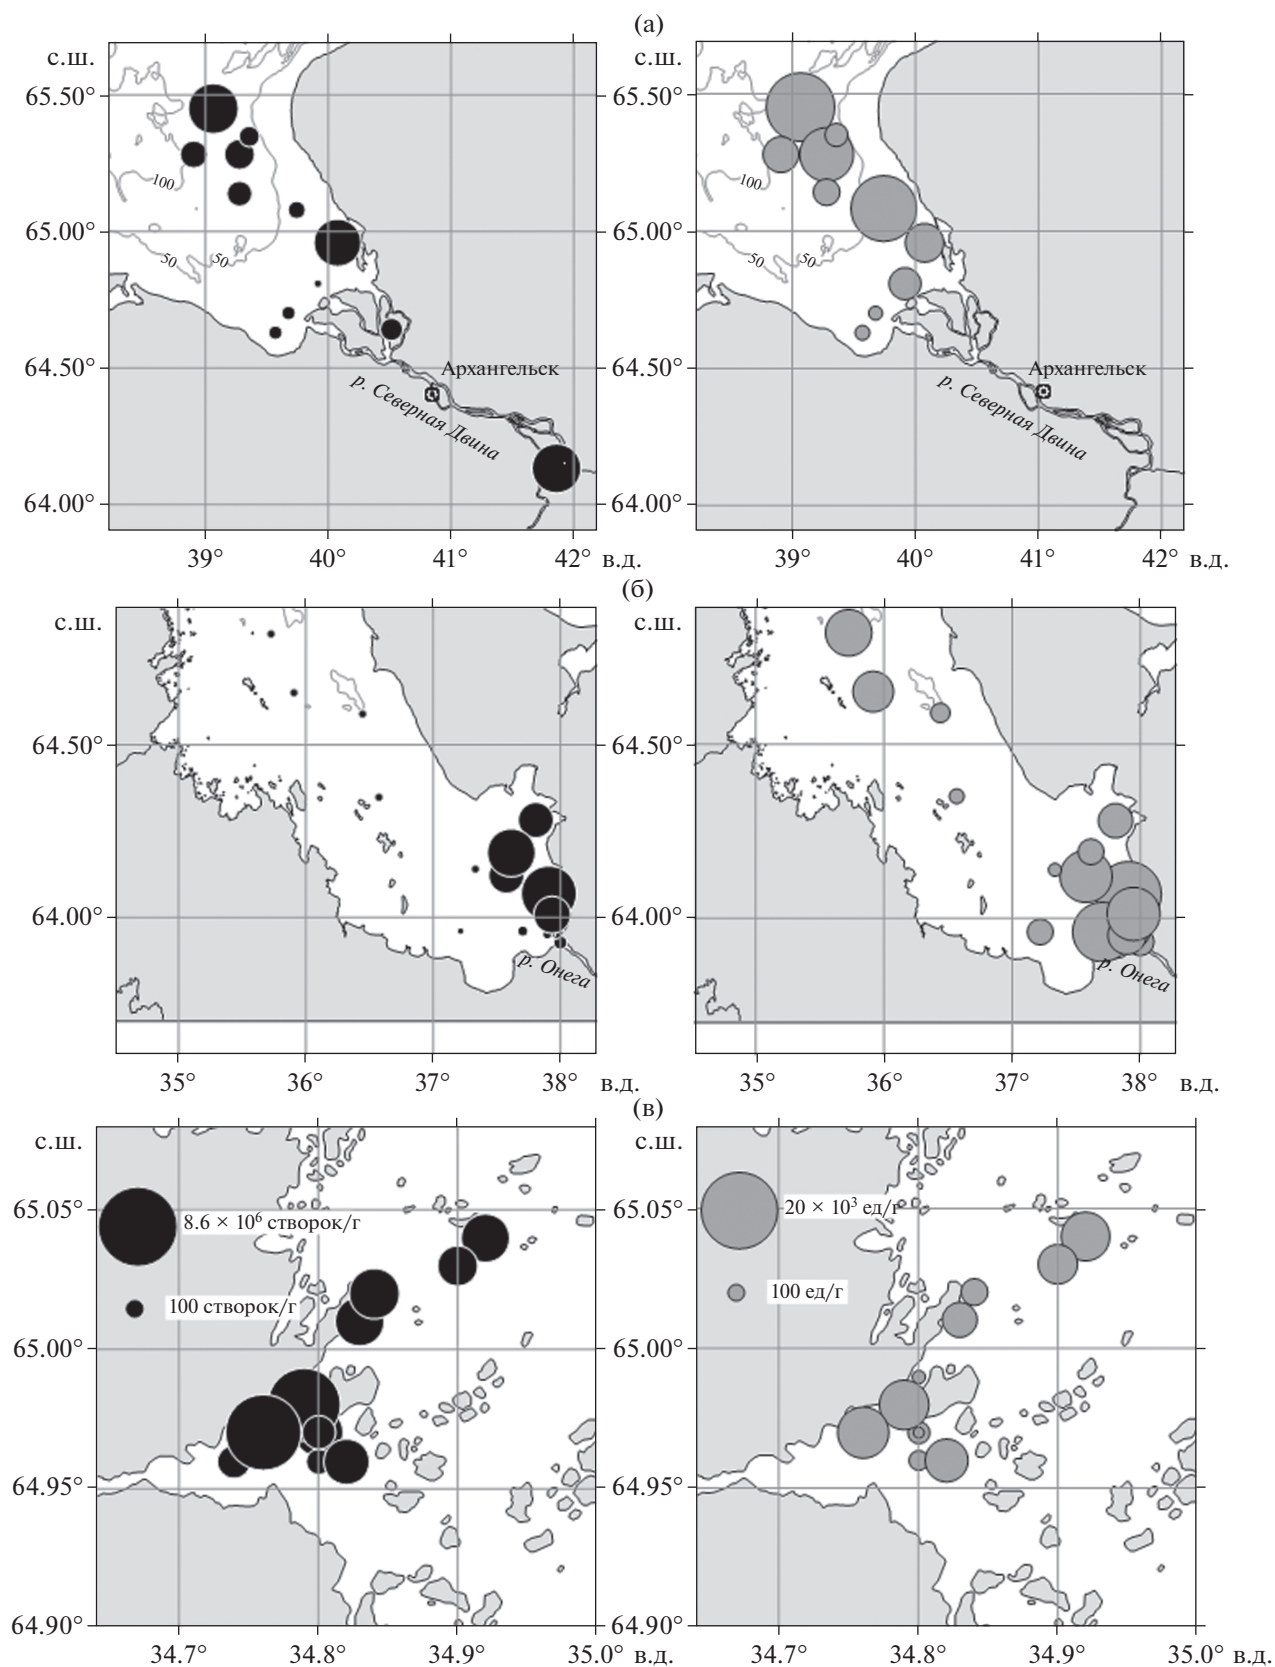 (а)
с.ш.
с.ш.
65.50°
65.50°
100
100
65.00°
65.00°
50
50
50
50
64.50°
64.50°
Архангельск
Архангельск
р. Северная Двина
р. Северная Двина
64.00°
64.00°
39°
40°
41°
42°
в.д.
39°
40°
41°
42°
в.д.
(б)
с.ш.
с.ш.
64.50°
64.50°
64.00°
64.00°
р. Онега
р. Онега
35°
36°
37°
38°
в.д.
35°
36°
37°
38°
в.д.
(в)
с.ш.
с.ш.
65.05°
8.6 × 10⁶ створок/г
65.05°
20 × 10³ ед/г
100 створок/г
100 ед/г
65.00°
65.00°
64.95°
64.95°
64.90°
64.90°
34.7°
34.8°
34.9°
35.0°
в.д.
34.7°
34.8°
34.9°
35.0°
в.д.